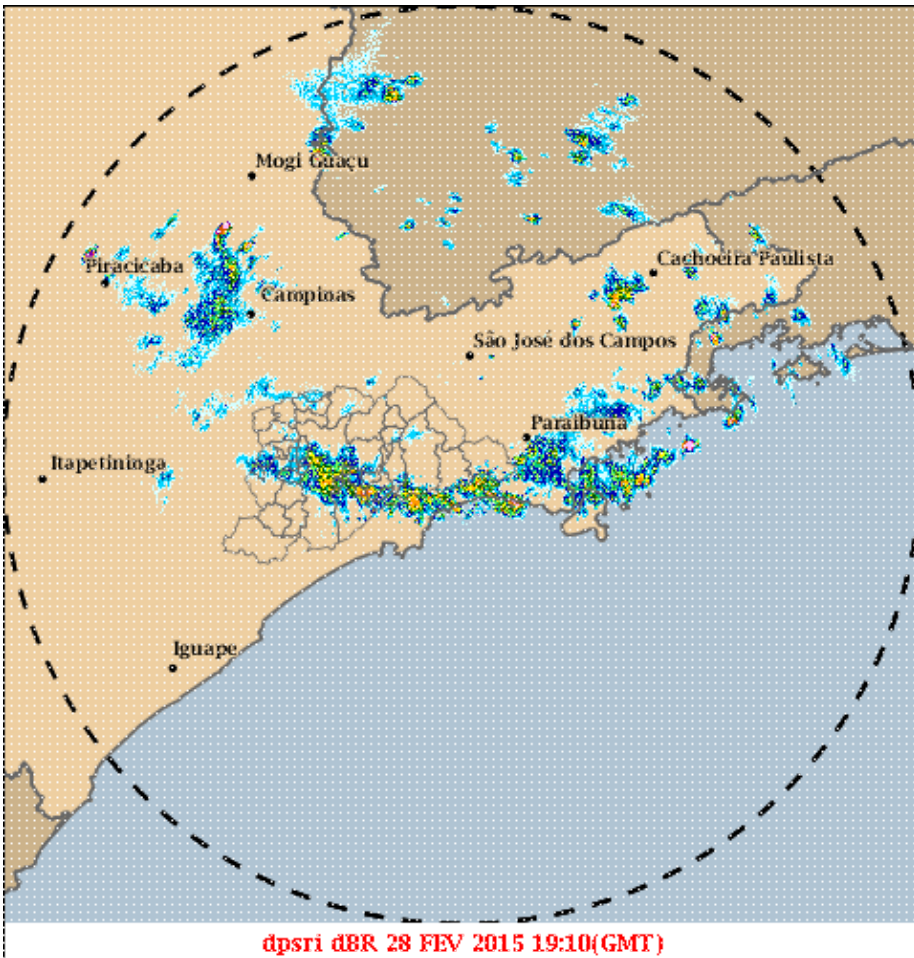 Mogi Guaçu
Cachoeira Paulista
Piracicaba
Campinas
São José dos Campos
Paraibuna
Itapetininga
Iguape
dpsri dBR 28 FEV 2015 19:10(GMT)